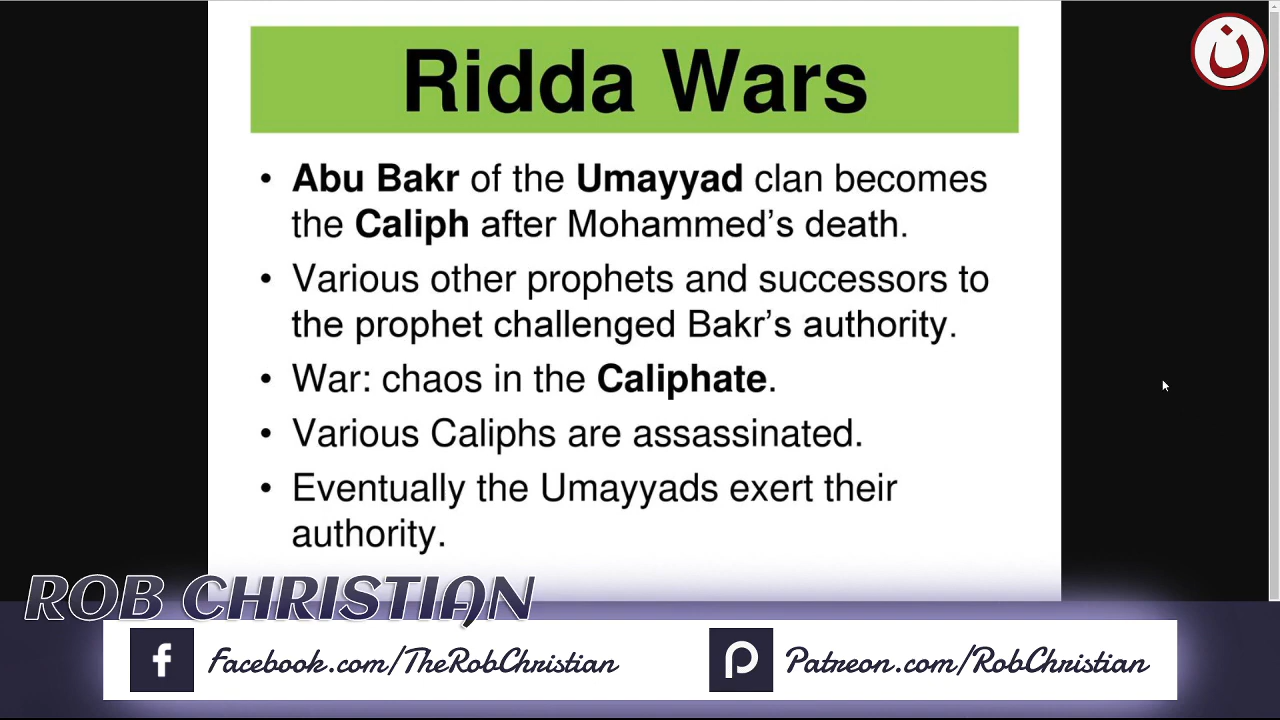 ن
Ridda Wars
• Abu Bakr of the Umayyad clan becomes
the Caliph after Mohammed’s death.
• Various other prophets and successors to
the prophet challenged Bakr’s authority.
• War: chaos in the Caliphate.
• Various Caliphs are assassinated.
• Eventually the Umayyads exert their
authority.
ROB CHRISTIAN
f Facebook.com/TheRobChristian
Patreon.com/RobChristian